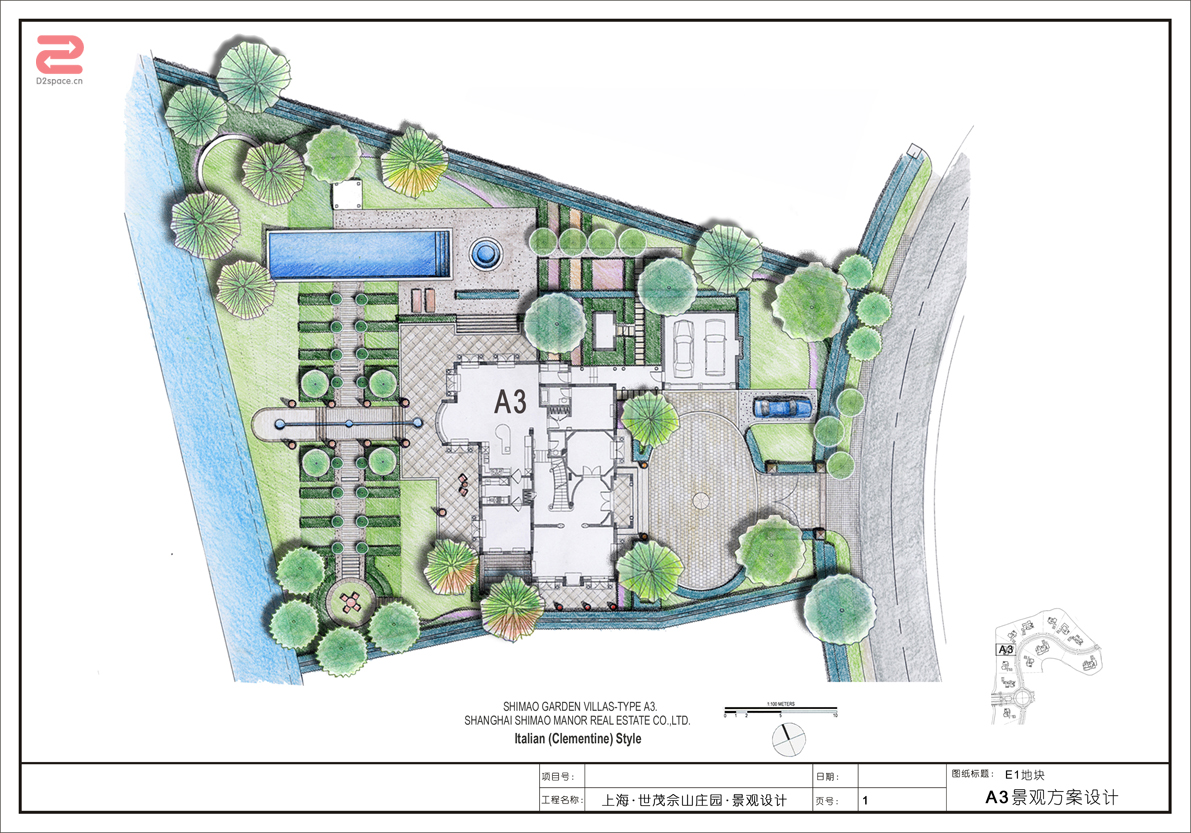 D2space.cn
A3
A3
SHIMAO GARDEN VILLAS-TYPE A3.
SHANGHAI SHIMAO MANOR REAL ESTATE CO.,LTD.
Italian (Clementine) Style
1:100 METERS
0 1 2 5 10
项目号:
日期:
图纸标题: E1地块
工程名称: 上海·世茂佘山庄园·景观设计
页号: 1
A3景观方案设计